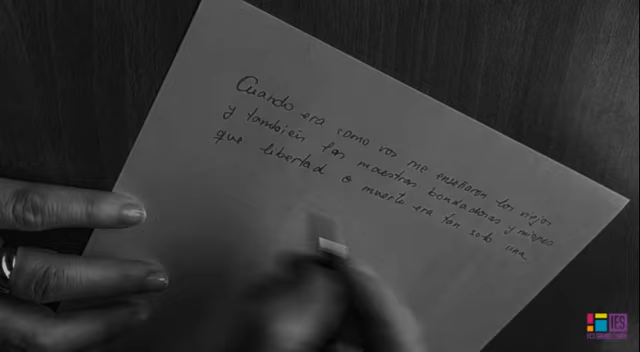 Cuando era como vos me enseñaron los viejos
y también las maestras bondadosas y miopes
que libertad o muerte era tan solo una
IES